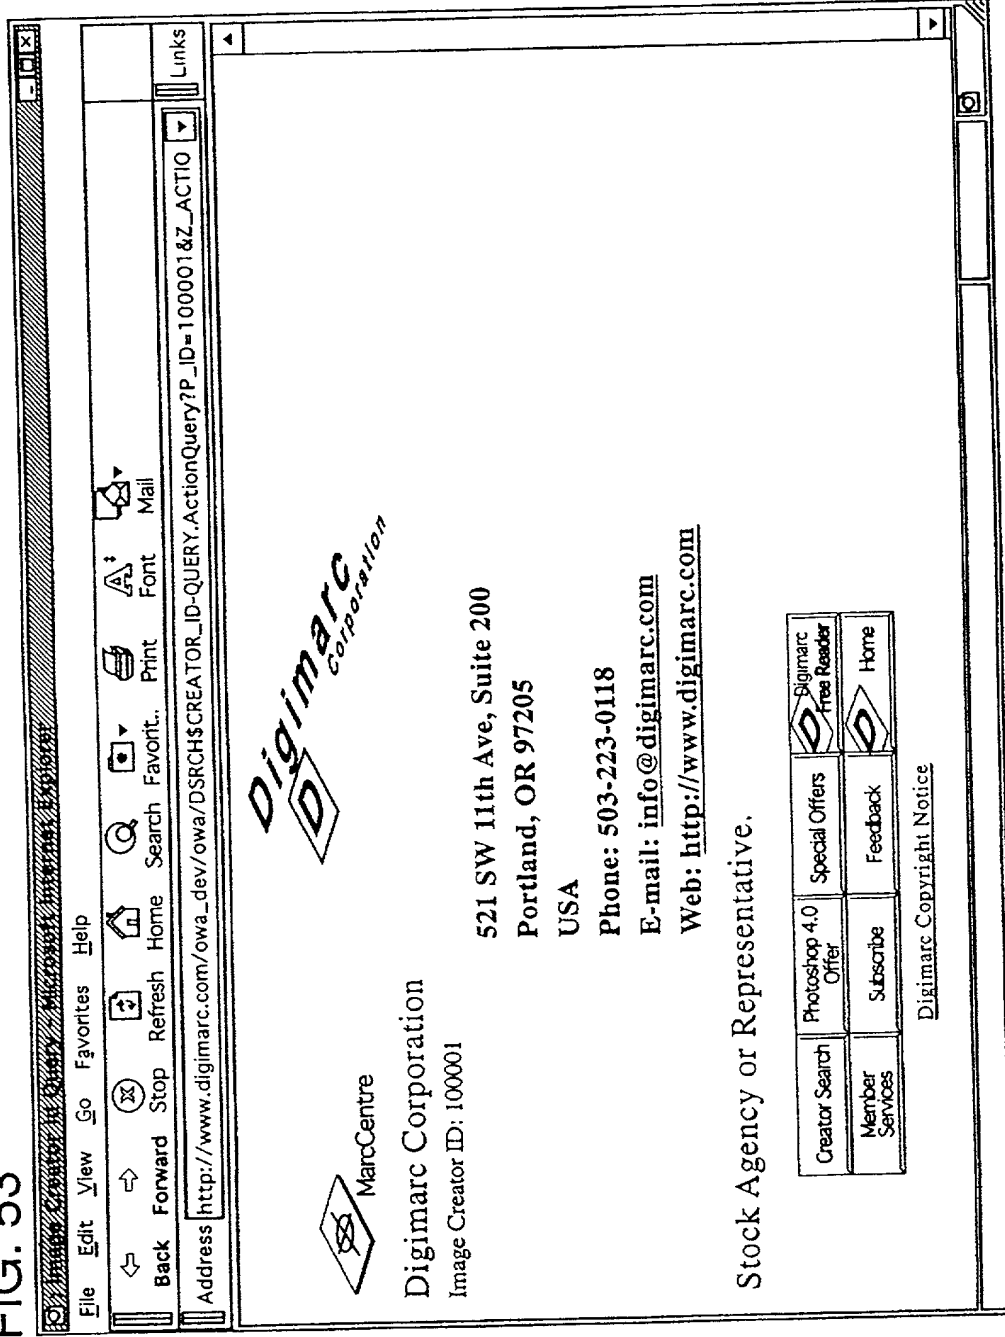 FIG. 53
Image Creator Id Query - Microsoft Internet Explorer
File Edit View Go Favorites Help
Back Forward Stop Refresh Home Search Favorit.. Print Font Mail
Address http://www.digimarc.com/owa_dev/owa/DSRCH$CREATOR_ID-QUERY.ActionQuery?P_ID=100001&Z_ACTIO Links
MarcCentre
D Digimarc
Corporation
Digimarc Corporation
Image Creator ID: 100001
521 SW 11th Ave, Suite 200
Portland, OR 97205
USA
Phone: 503-223-0118
E-mail: info@digimarc.com
Web: http://www.digimarc.com
Stock Agency or Representative.
Creator Search Photoshop 4.0 Offer Special Offers D Digimarc Free Reader
Member Services Subscribe Feedback D Home
Digimarc Copyright Notice